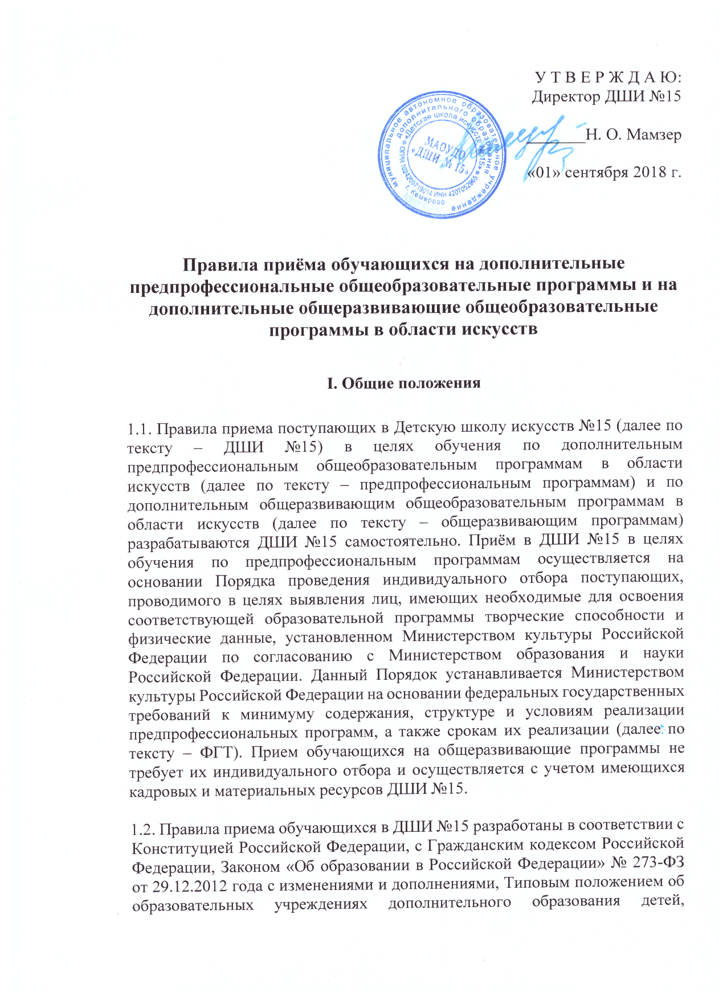 У Т В Е Р Ж Д А Ю:
Директор ДШИ №15
________Н. О. Мамзер
«01» сентября 2018 г.
муниципальное автономное образовательное учреждение
дополнительного образования
«Детская школа искусств № 15»
ОГРН 1024200719014 ИНН 4207052965
г. Кемерово
МАОУДО
«ДШИ № 15»
Правила приёма обучающихся на дополнительные
предпрофессиональные общеобразовательные программы и на
дополнительные общеразвивающие общеобразовательные
программы в области искусств
I. Общие положения
1.1. Правила приема поступающих в Детскую школу искусств №15 (далее по
тексту – ДШИ №15) в целях обучения по дополнительным
предпрофессиональным общеобразовательным программам в области
искусств (далее по тексту – предпрофессиональным программам) и по
дополнительным общеразвивающим общеобразовательным программам в
области искусств (далее по тексту – общеразвивающим программам)
разрабатываются ДШИ №15 самостоятельно. Приём в ДШИ №15 в целях
обучения по предпрофессиональным программам осуществляется на
основании Порядка проведения индивидуального отбора поступающих,
проводимого в целях выявления лиц, имеющих необходимые для освоения
соответствующей образовательной программы творческие способности и
физические данные, установленном Министерством культуры Российской
Федерации по согласованию с Министерством образования и науки
Российской Федерации. Данный Порядок устанавливается Министерством
культуры Российской Федерации на основании федеральных государственных
требований к минимуму содержания, структуре и условиям реализации
предпрофессиональных программ, а также срокам их реализации (далее по
тексту – ФГТ). Прием обучающихся на общеразвивающие программы не
требует их индивидуального отбора и осуществляется с учетом имеющихся
кадровых и материальных ресурсов ДШИ №15.
1.2. Правила приема обучающихся в ДШИ №15 разработаны в соответствии с
Конституцией Российской Федерации, с Гражданским кодексом Российской
Федерации, Законом «Об образовании в Российской Федерации» № 273-ФЗ
от 29.12.2012 года с изменениями и дополнениями, Типовым положением об
образовательных учреждениях дополнительного образования детей,